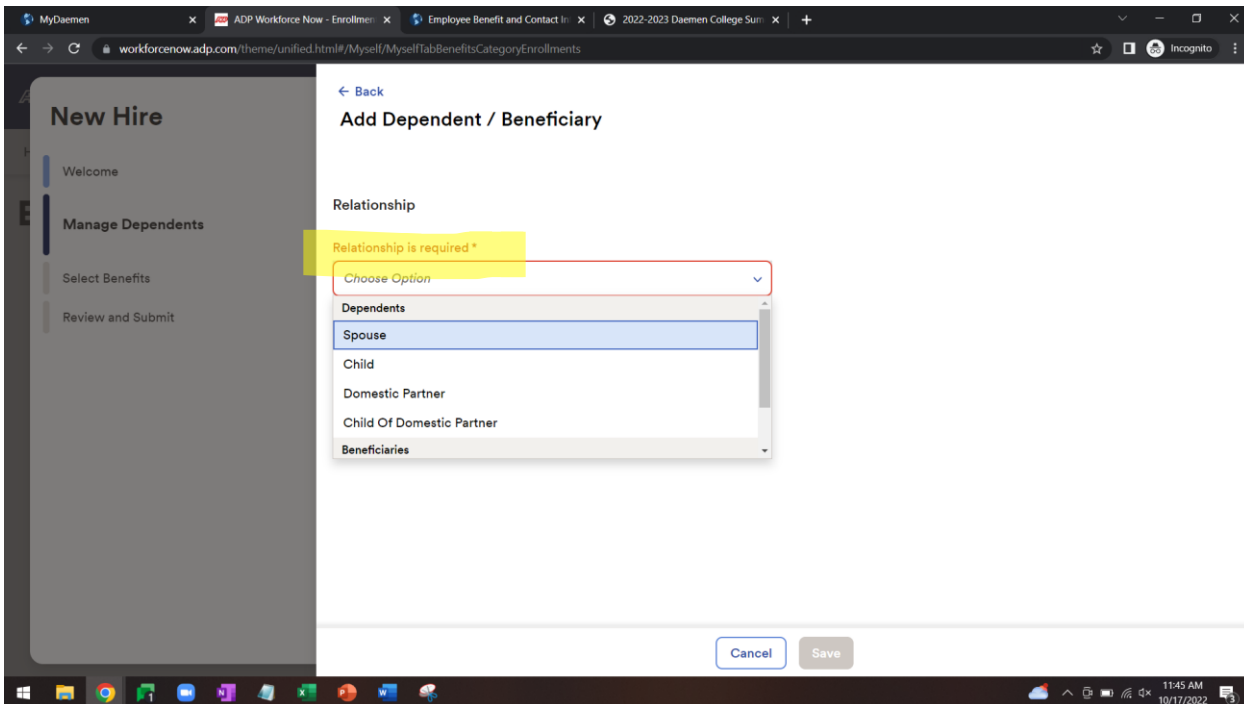 MyDaemen
ADP Workforce Now - Enrollmen
Employee Benefit and Contact In
2022-2023 Daemen College Sum
workforcenow.adp.com/theme/unified.html#/Myself/MyselfTabBenefitsCategoryEnrollments
Incognito
New Hire
Welcome
Manage Dependents
Select Benefits
Review and Submit
← Back
Add Dependent / Beneficiary
Relationship
Relationship is required *
Choose Option
Dependents
Spouse
Child
Domestic Partner
Child Of Domestic Partner
Beneficiaries
Cancel
Save
11:45 AM
10/17/2022